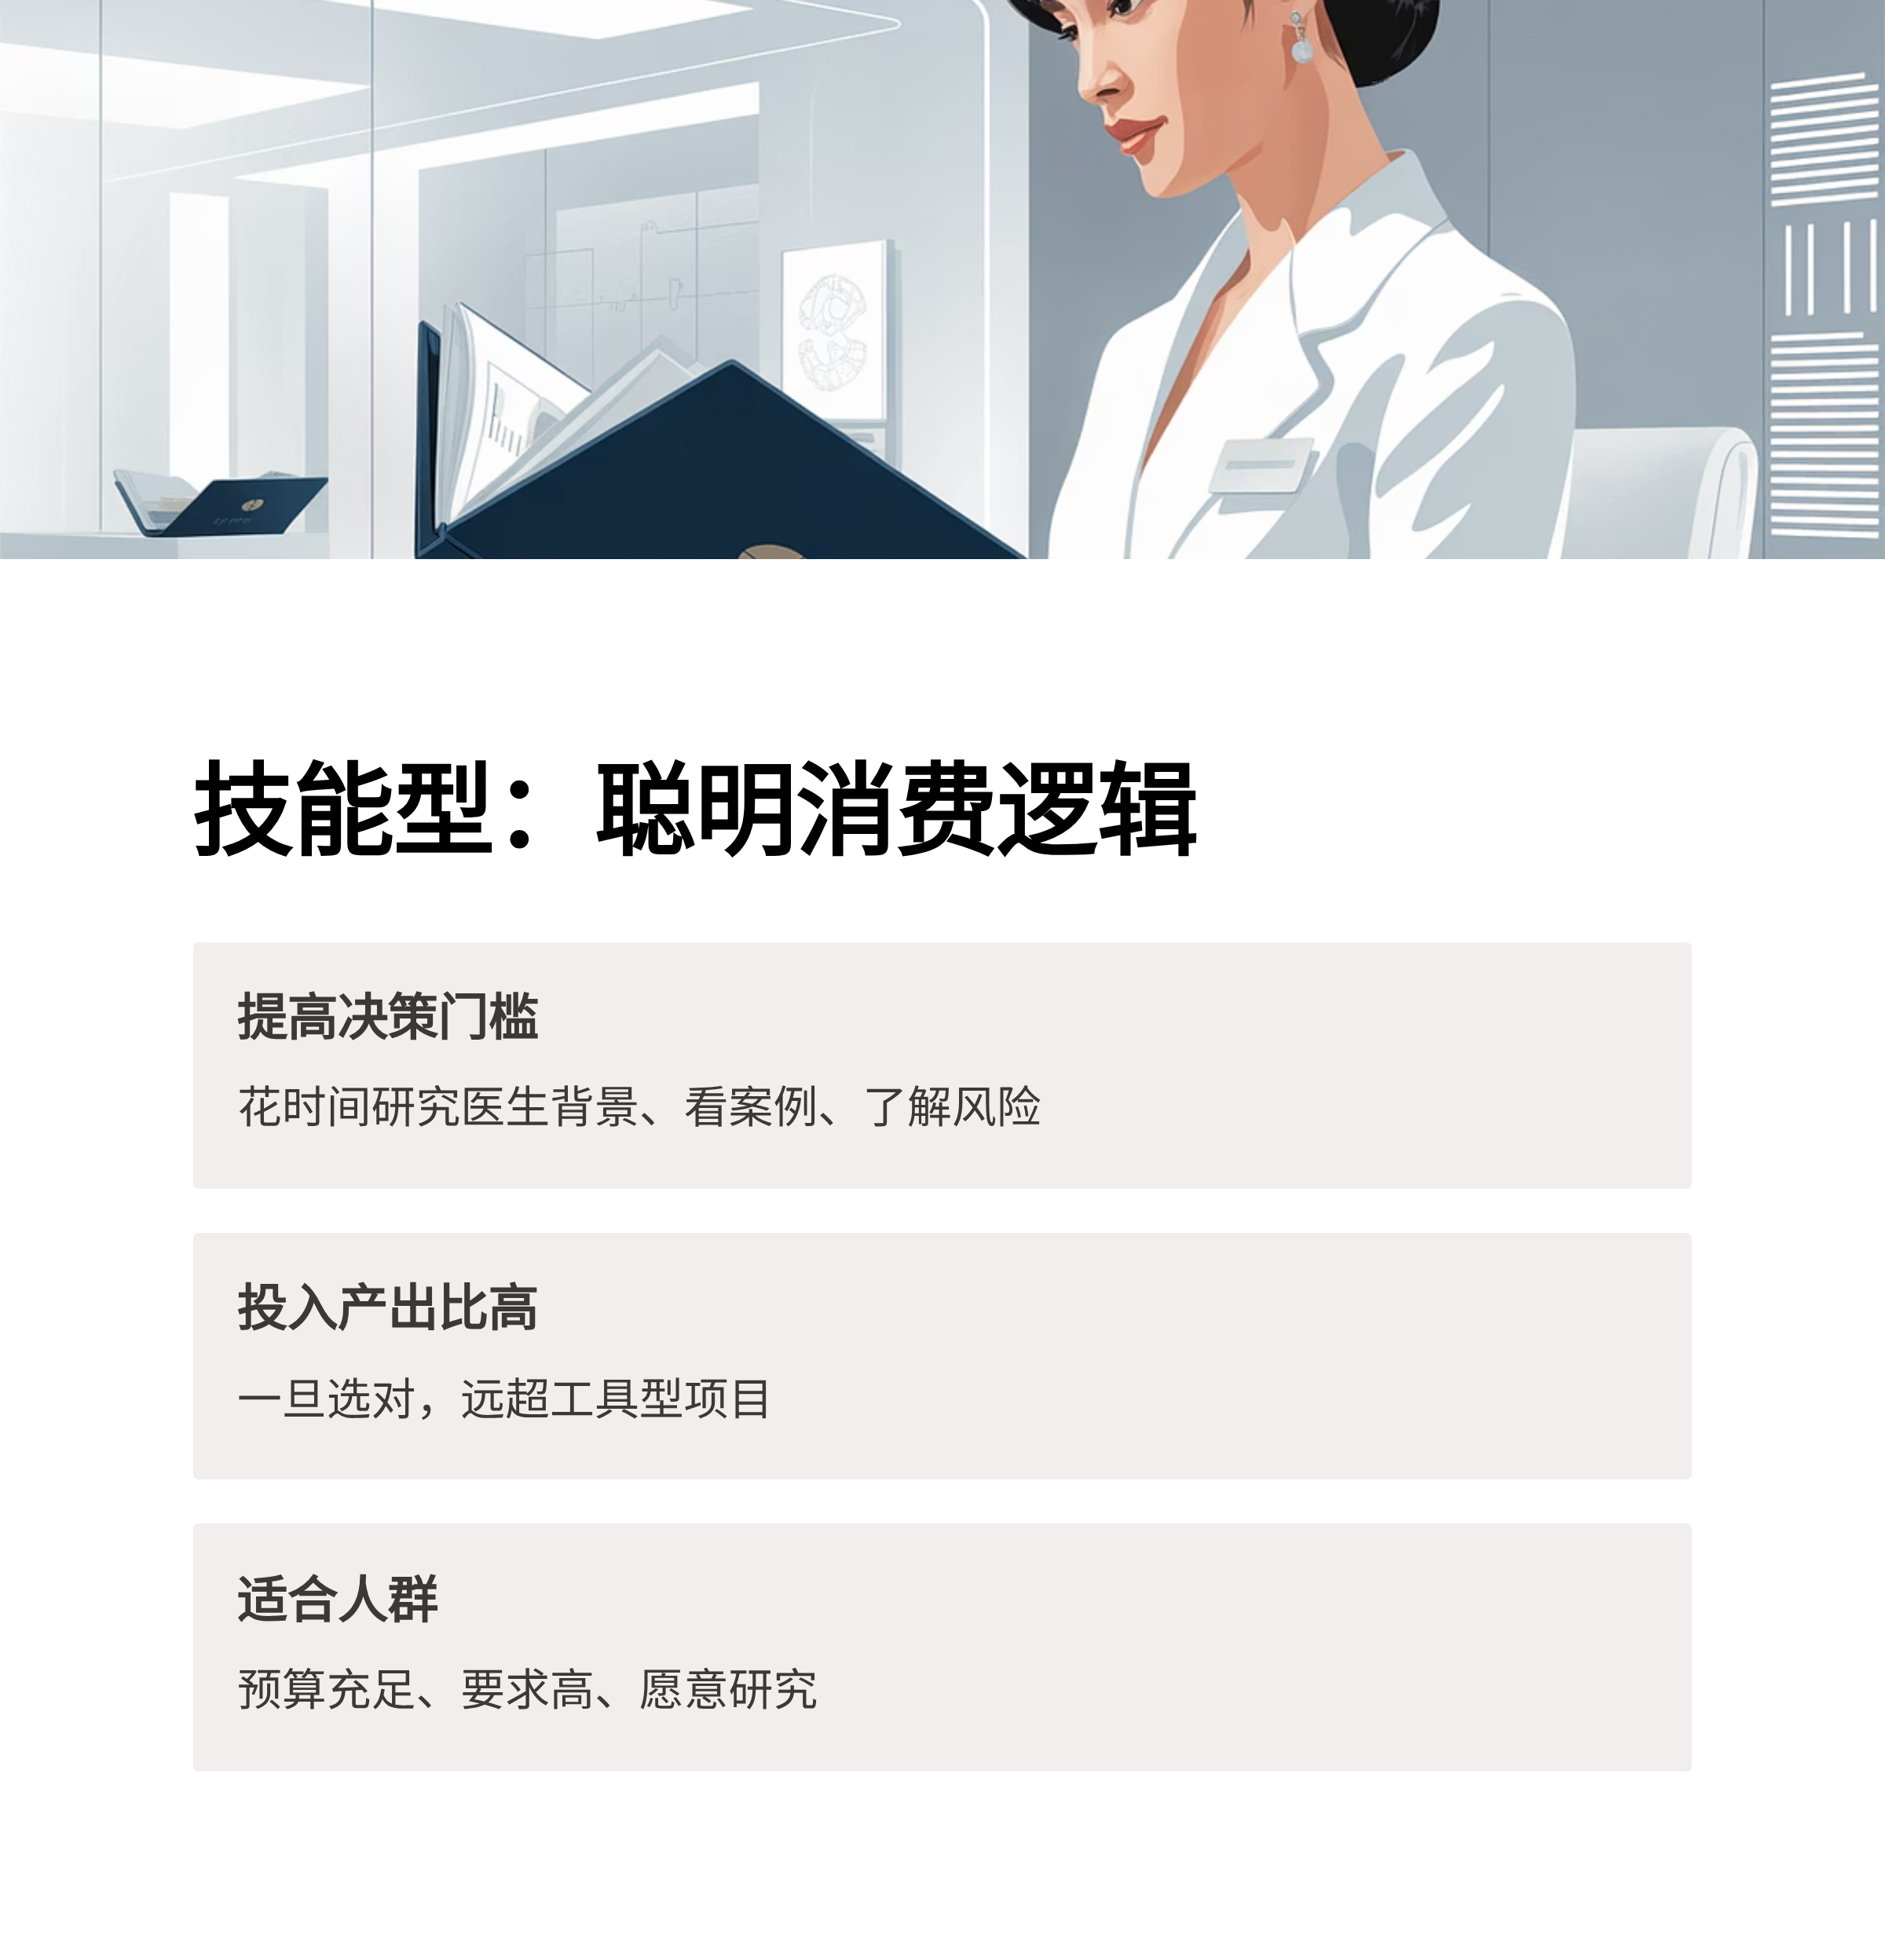 技能型：聪明消费逻辑
提高决策门槛
花时间研究医生背景、看案例、了解风险
投入产出比高
一旦选对，远超工具型项目
适合人群
预算充足、要求高、愿意研究